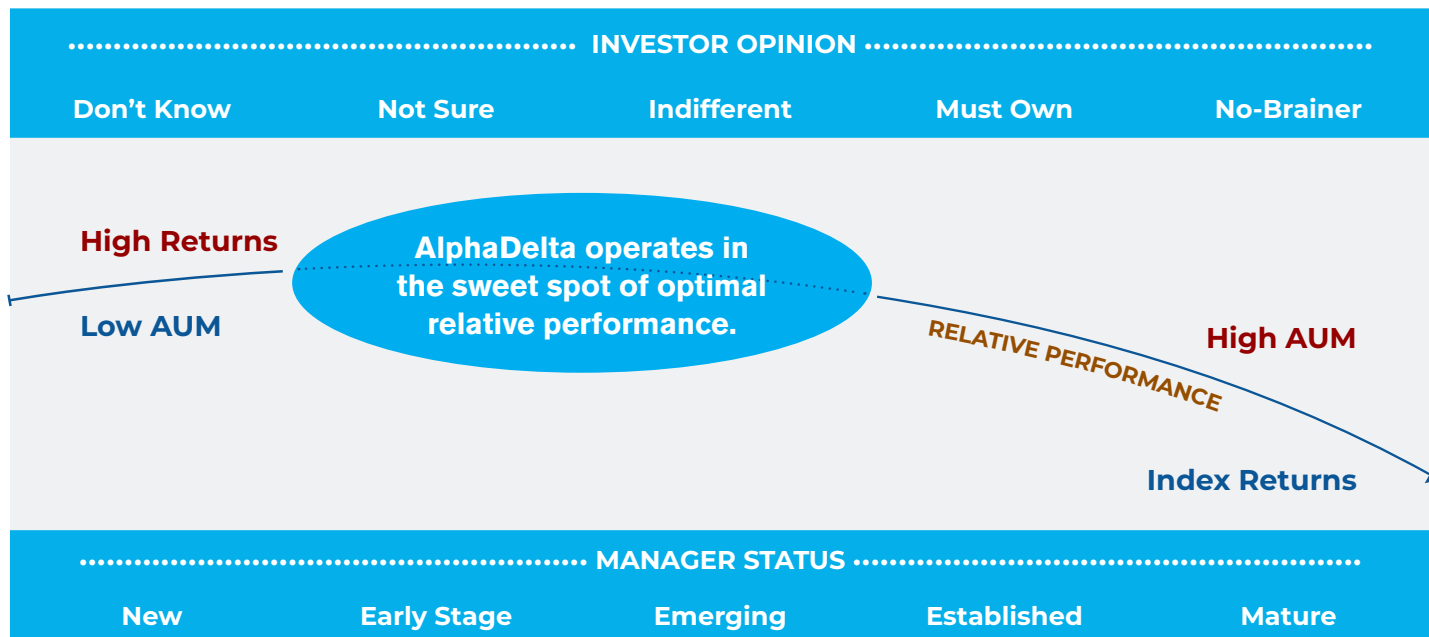 INVESTOR OPINION
Don’t Know Not Sure Indifferent Must Own No-Brainer
High Returns
Low AUM
AlphaDelta operates in
the sweet spot of optimal
relative performance.
RELATIVE PERFORMANCE
High AUM
Index Returns
MANAGER STATUS
New Early Stage Emerging Established Mature